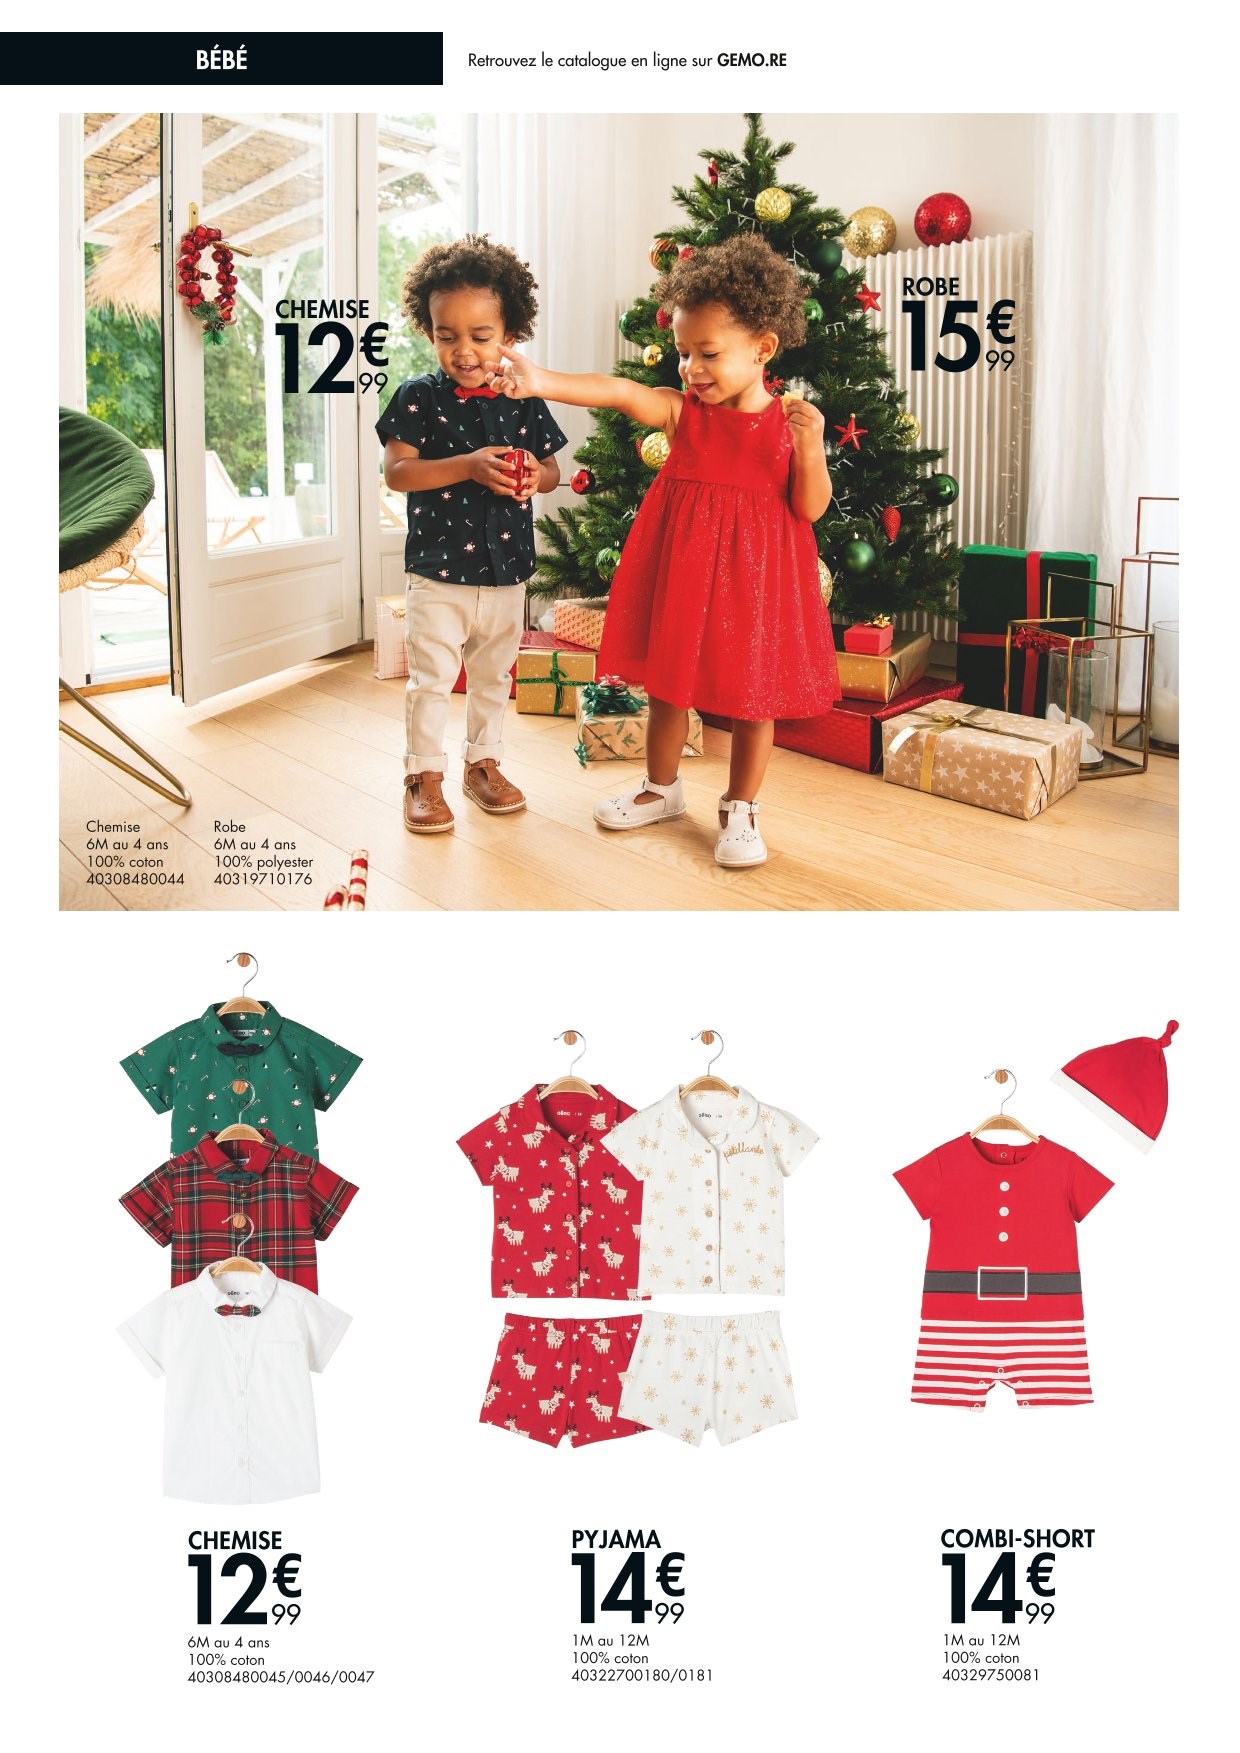 BÉBÉ
Retrouvez le catalogue en ligne sur GEMO.RE
CHEMISE
12€99
ROBE
15€99
Chemise
6M au 4 ans
100% coton
40308480044
Robe
6M au 4 ans
100% polyester
40319710176
pétillante
CHEMISE
12€99
6M au 4 ans
100% coton
40308480045/0046/0047
PYJAMA
14€99
1M au 12M
100% coton
40322700180/0181
COMBI-SHORT
14€99
1M au 12M
100% coton
40329750081